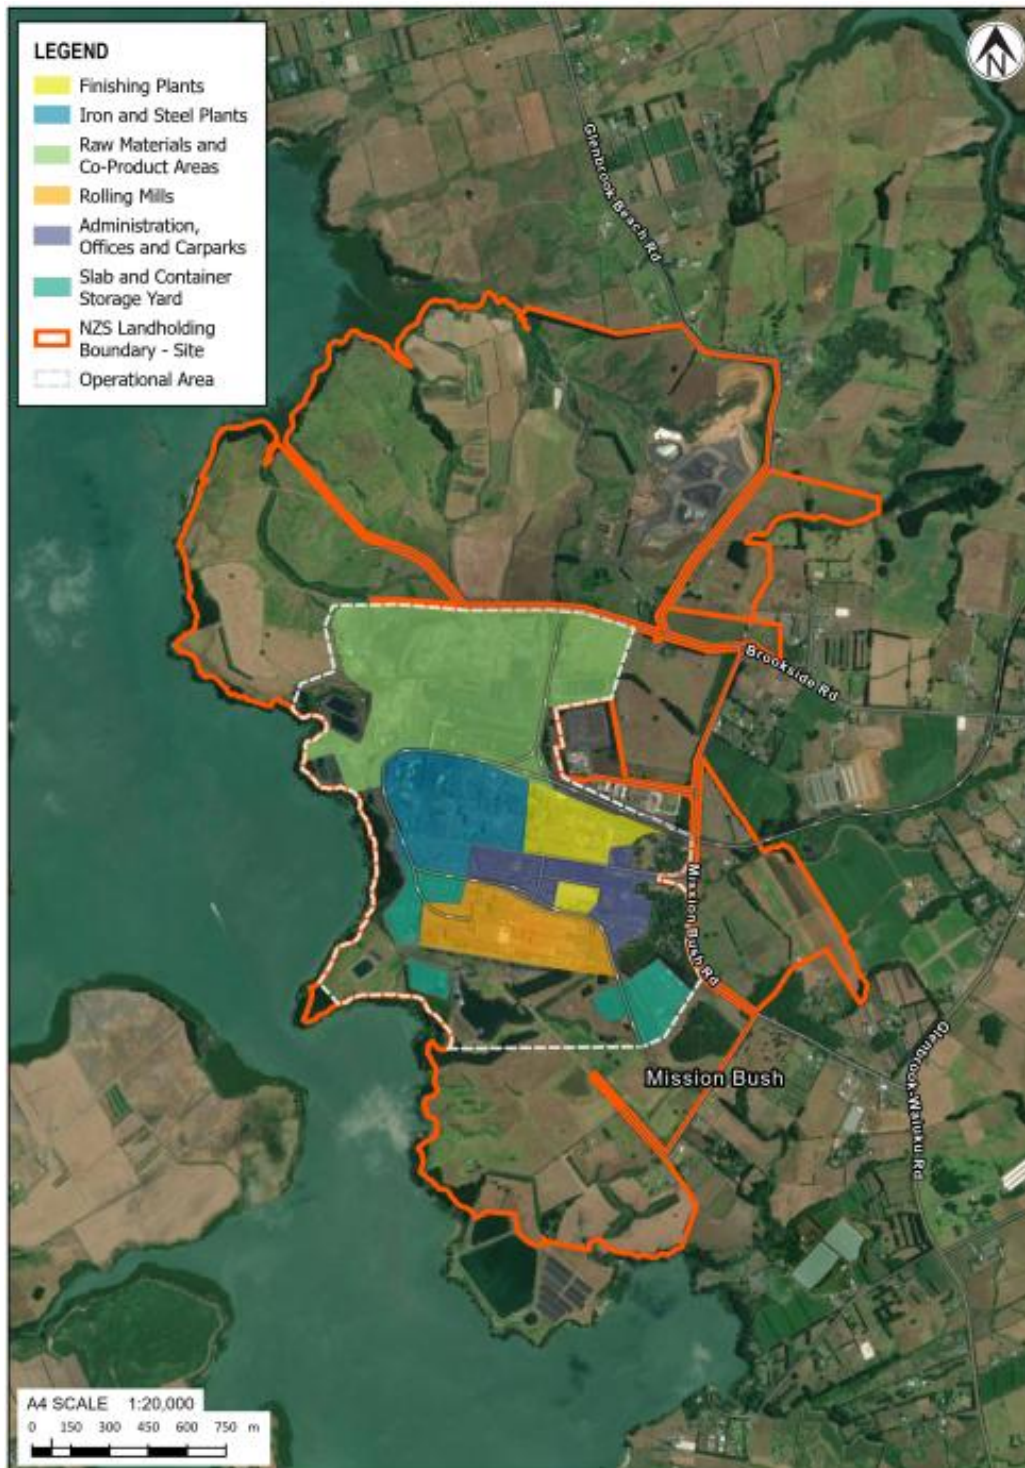 LEGEND
Finishing Plants
Iron and Steel Plants
Raw Materials and
Co-Product Areas
Rolling Mills
Administration,
Offices and Carparks
Slab and Container
Storage Yard
NZS Landholding
Boundary - Site
Operational Area
N
Glenbrook Beach Rd
Brookside Rd
Mission Bush Rd
Glenbrook-Waiuku Rd
Mission Bush
A4 SCALE 1:20,000
0 150 300 450 600 750 m